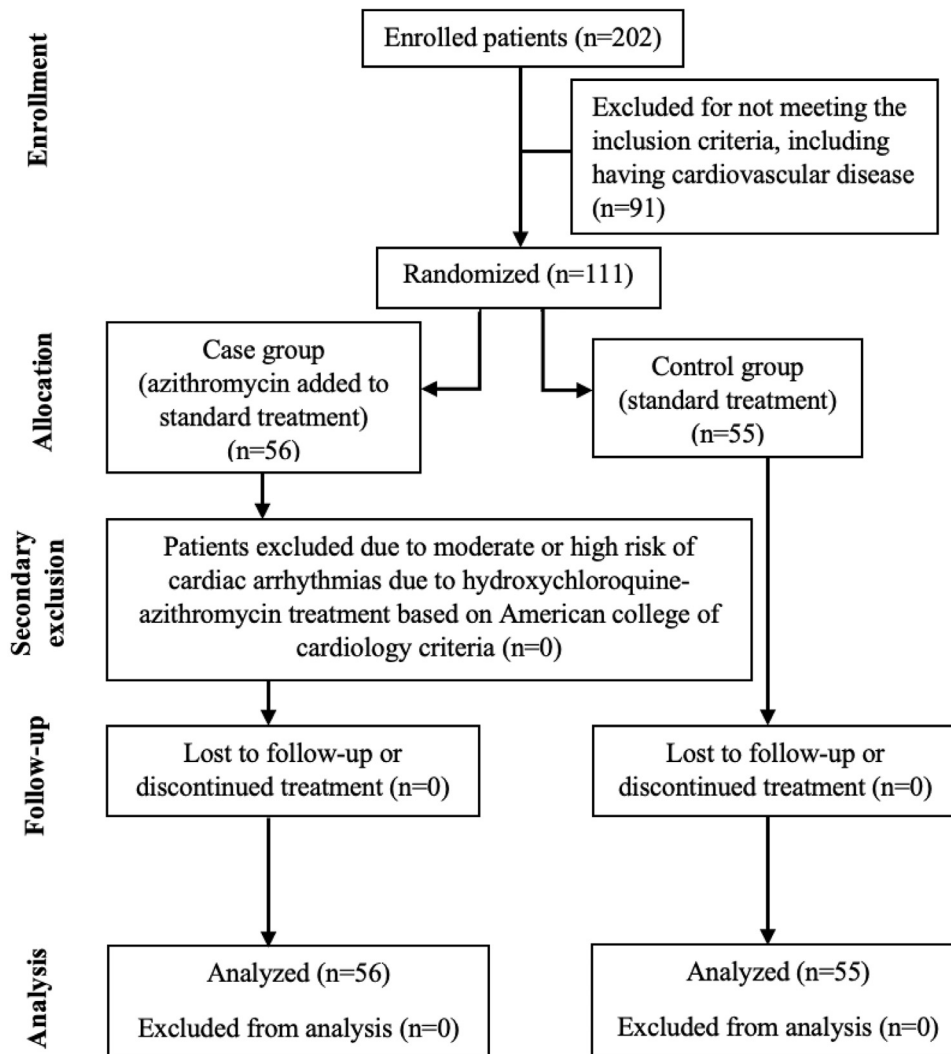 Enrollment
Enrolled patients (n=202)
Excluded for not meeting the
inclusion criteria, including
having cardiovascular disease
(n=91)
Randomized (n=111)
Allocation
Case group
(azithromycin added to
standard treatment)
(n=56)
Control group
(standard treatment)
(n=55)
Secondary
exclusion
Patients excluded due to moderate or high risk of
cardiac arrhythmias due to hydroxychloroquine-
azithromycin treatment based on American college of
cardiology criteria (n=0)
Follow-up
Lost to follow-up or
discontinued treatment (n=0)
Lost to follow-up or
discontinued treatment (n=0)
Analysis
Analyzed (n=56)
Excluded from analysis (n=0)
Analyzed (n=55)
Excluded from analysis (n=0)